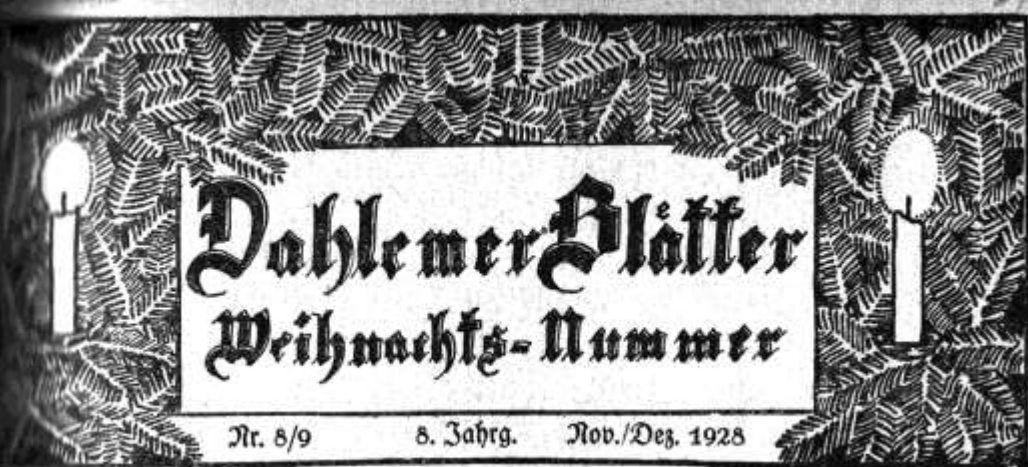 Dahlemer Blätter
Weihnachts-Nummer
Nr. 8/9 8. Jahrg. Nov./Dez. 1928